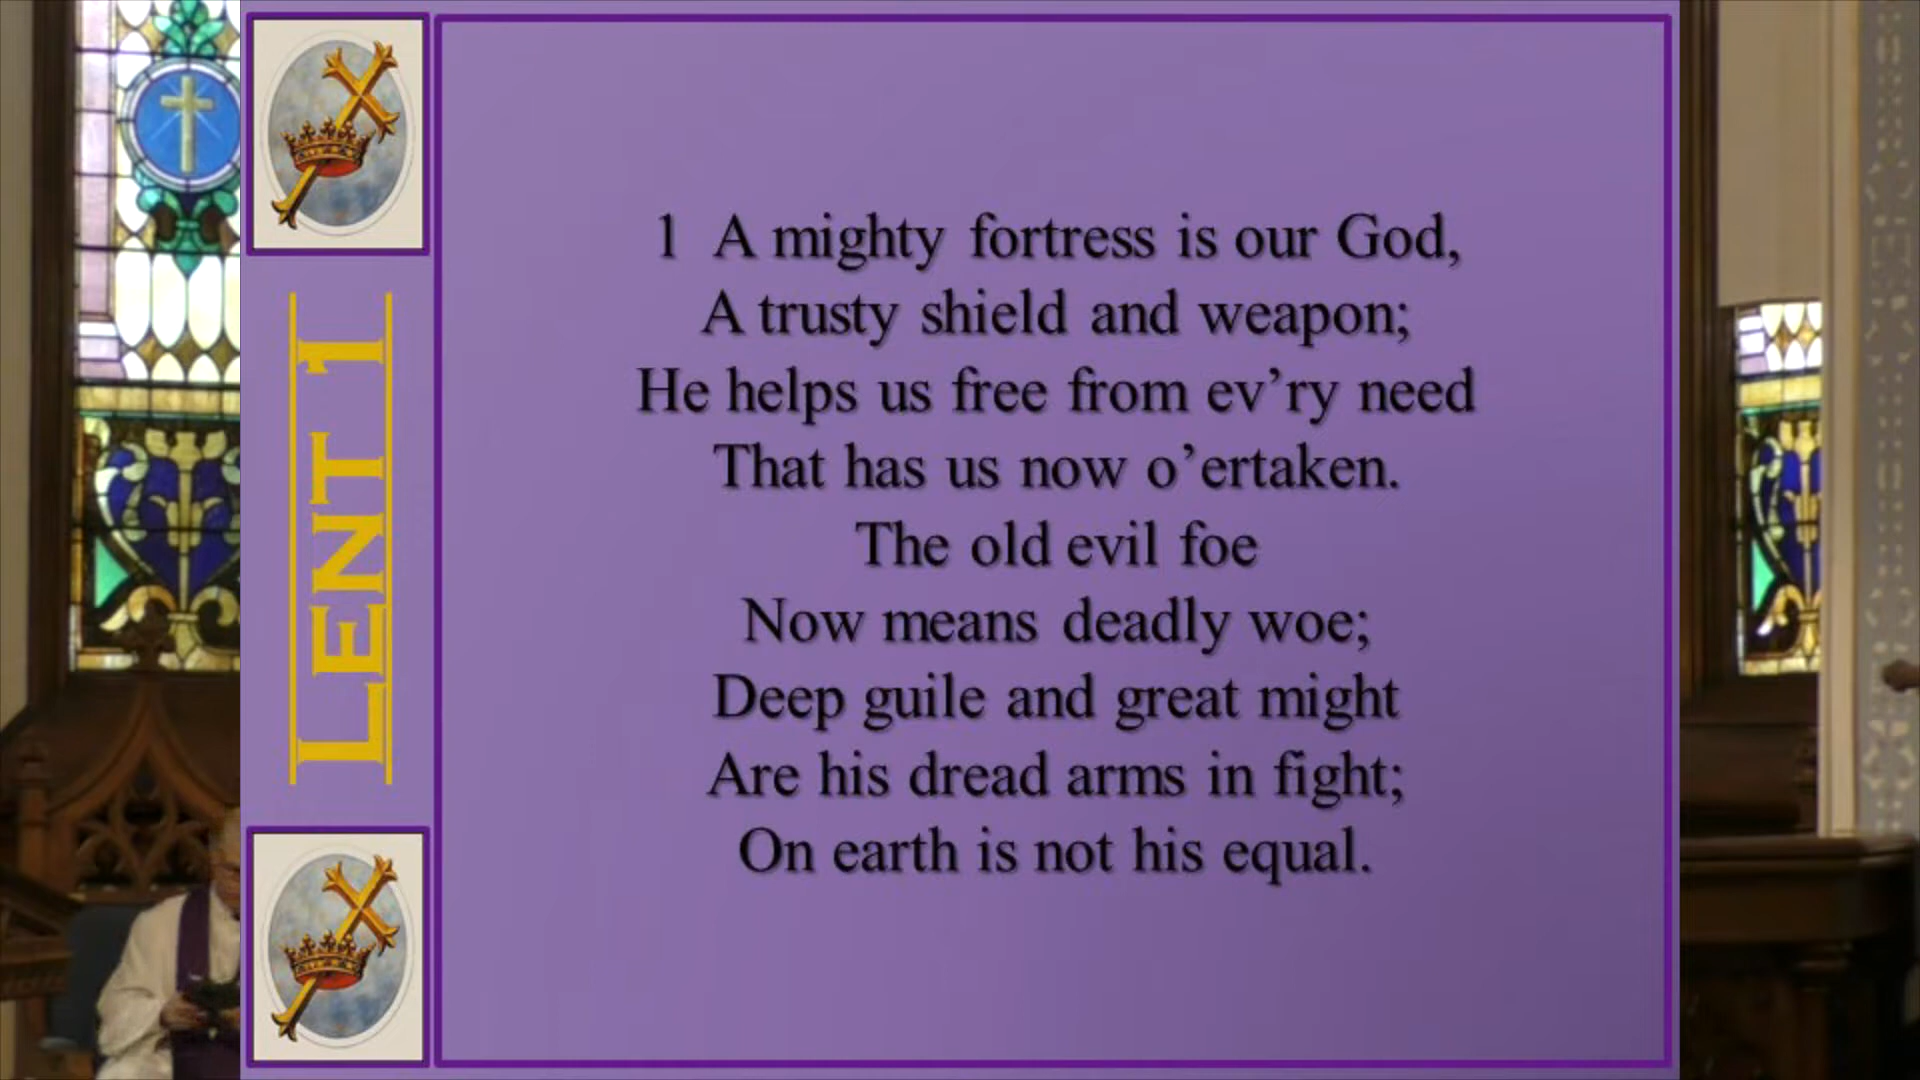 LENT 1
1 A mighty fortress is our God,
A trusty shield and weapon;
He helps us free from ev’ry need
That has us now o’ertaken.
The old evil foe
Now means deadly woe;
Deep guile and great might
Are his dread arms in fight;
On earth is not his equal.